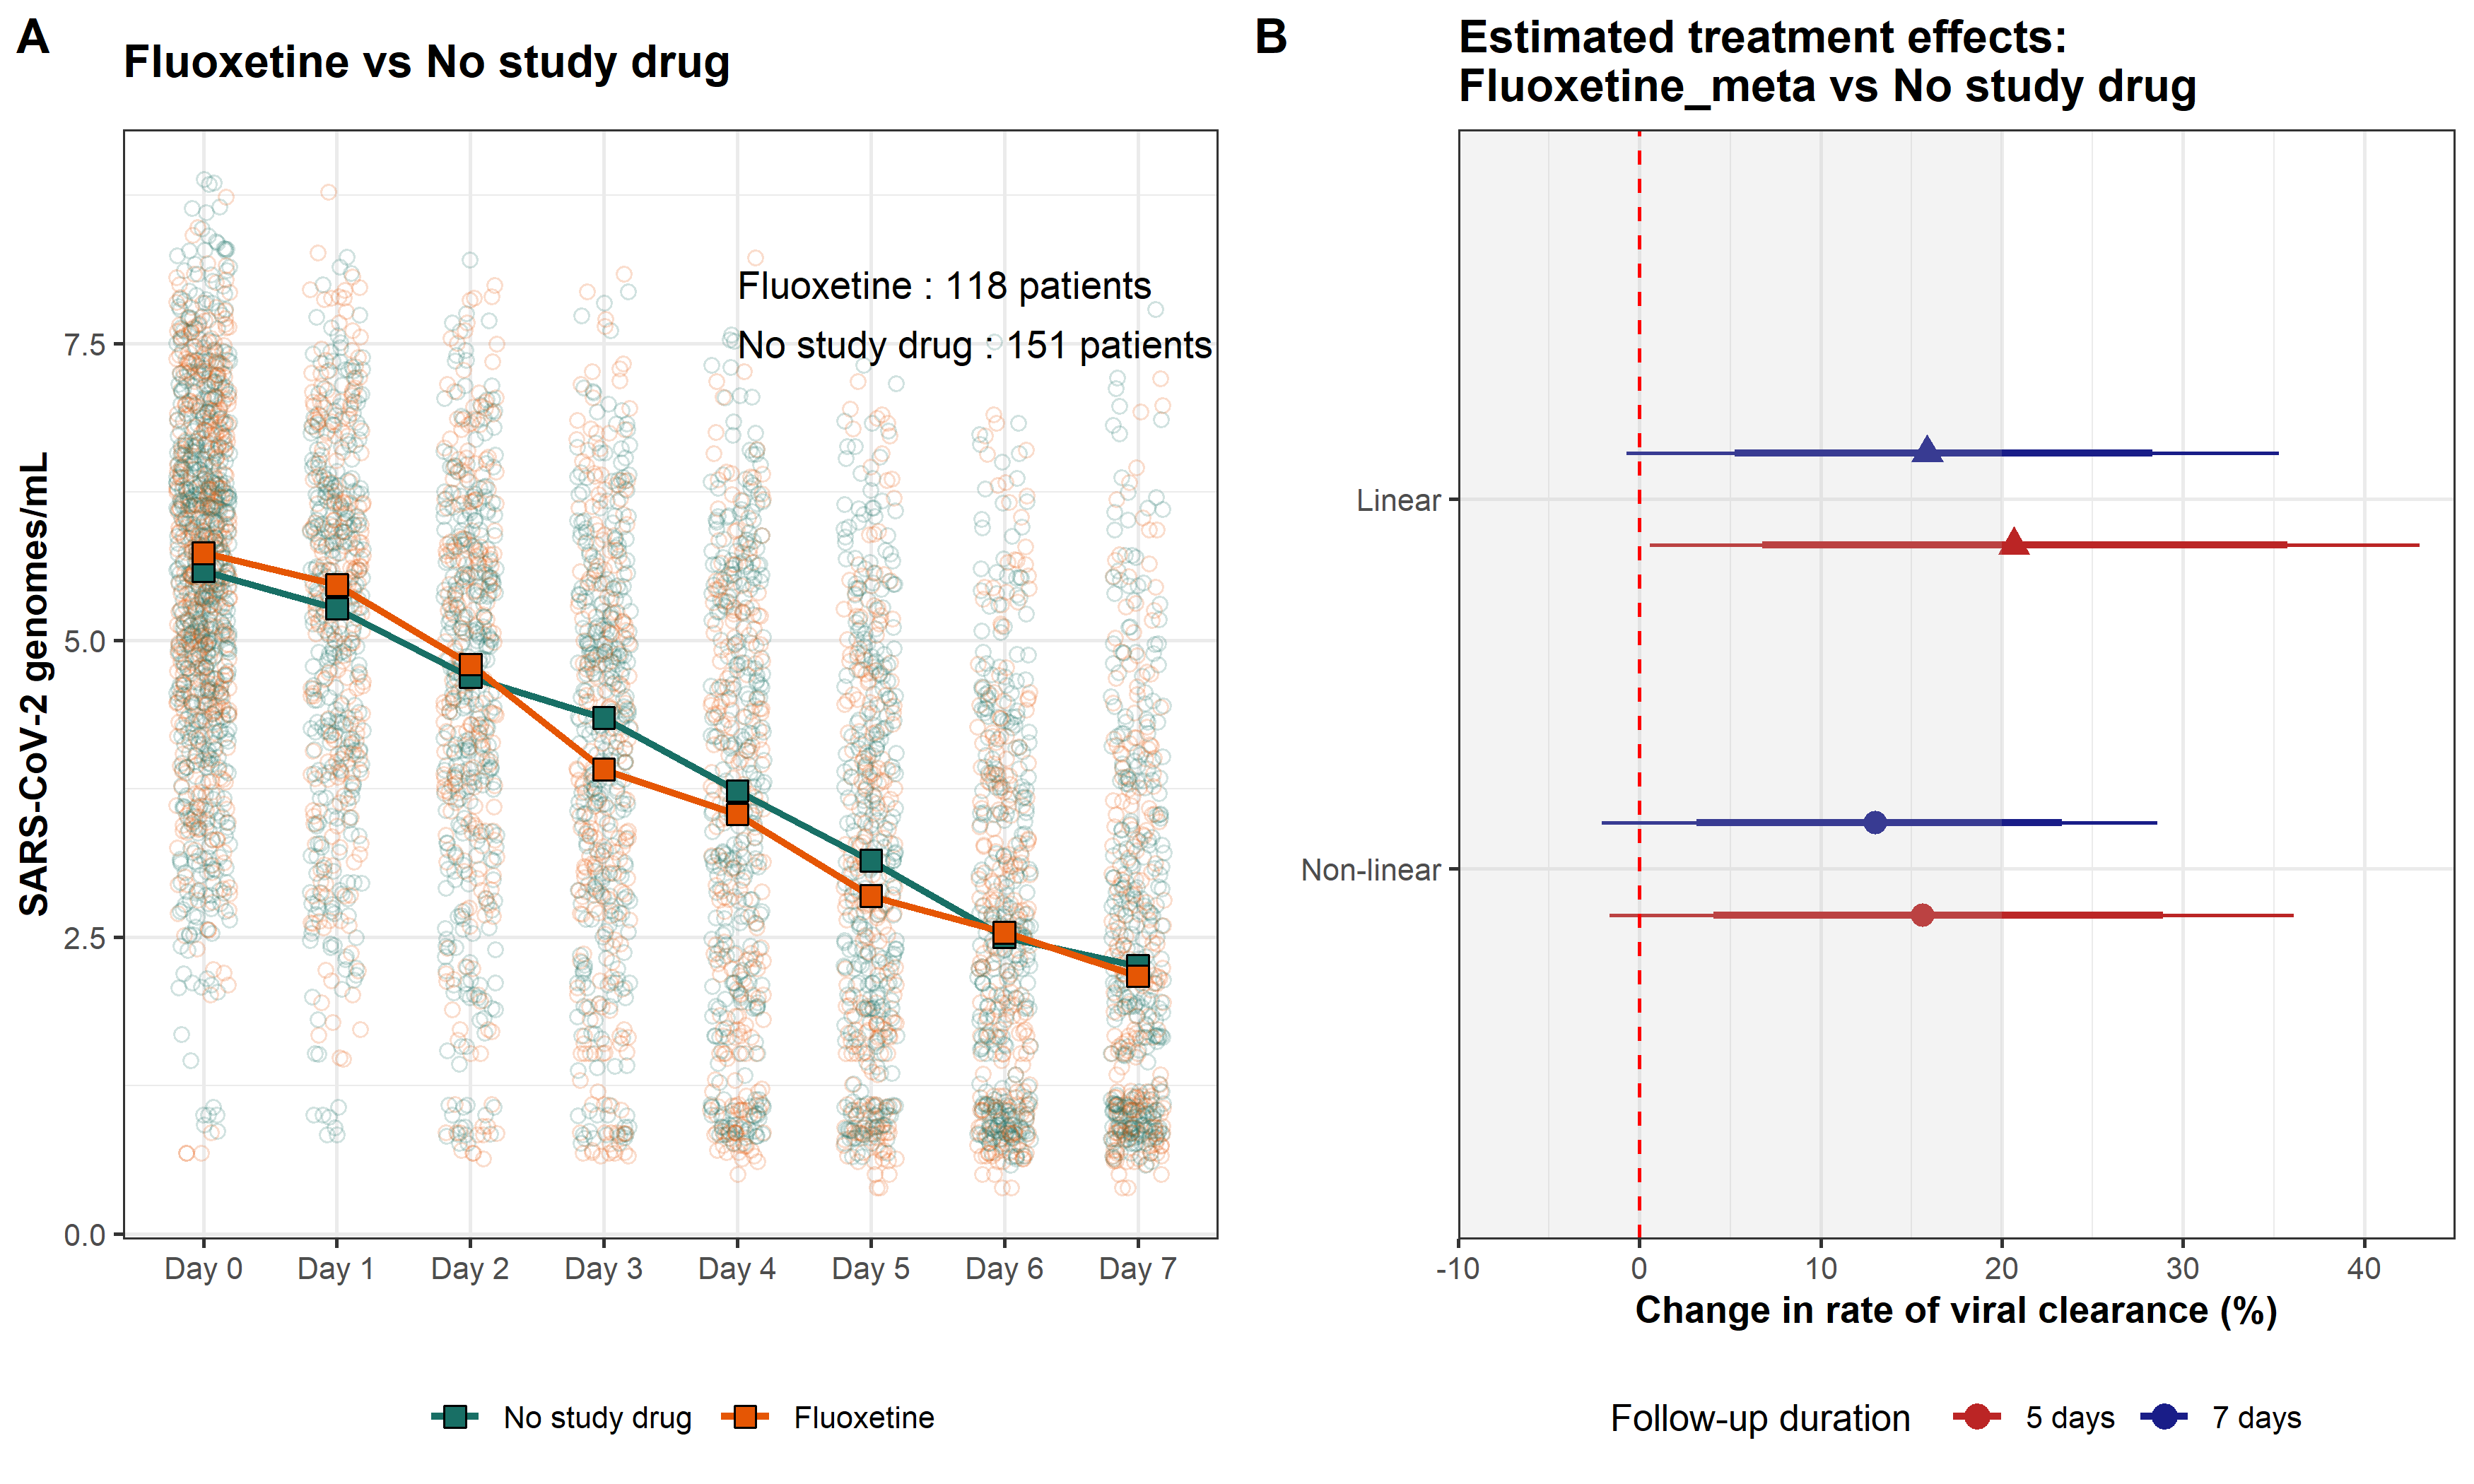 A
Fluoxetine vs No study drug
SARS-CoV-2 genomes/mL
7.5
5.0
2.5
0.0
Fluoxetine : 118 patients
No study drug : 151 patients
Day 0 Day 1 Day 2 Day 3 Day 4 Day 5 Day 6 Day 7
No study drug Fluoxetine
B
Estimated treatment effects:
Fluoxetine_meta vs No study drug
Linear
Non-linear
-10 0 10 20 30 40
Change in rate of viral clearance (%)
Follow-up duration 5 days 7 days